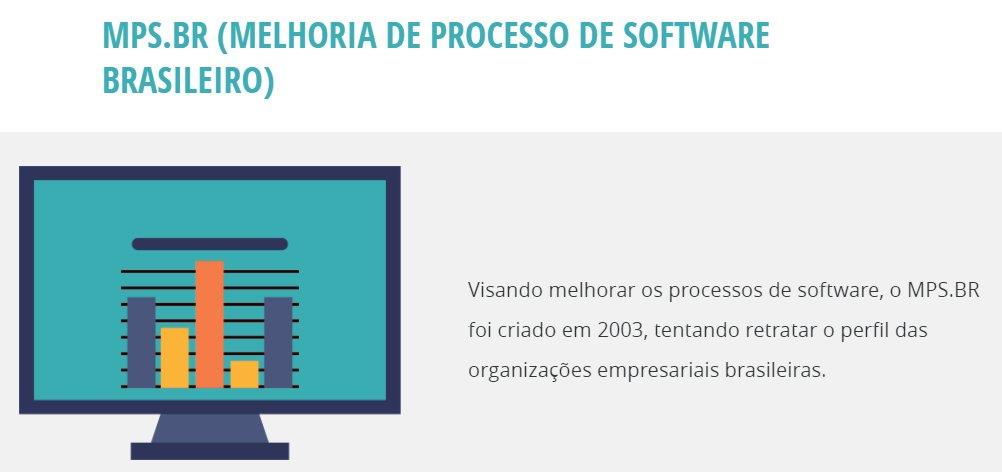 MPS.BR (MELHORIA DE PROCESSO DE SOFTWARE
BRASILEIRO)
Visando melhorar os processos de software, o MPS.BR
foi criado em 2003, tentando retratar o perfil das
organizações empresariais brasileiras.